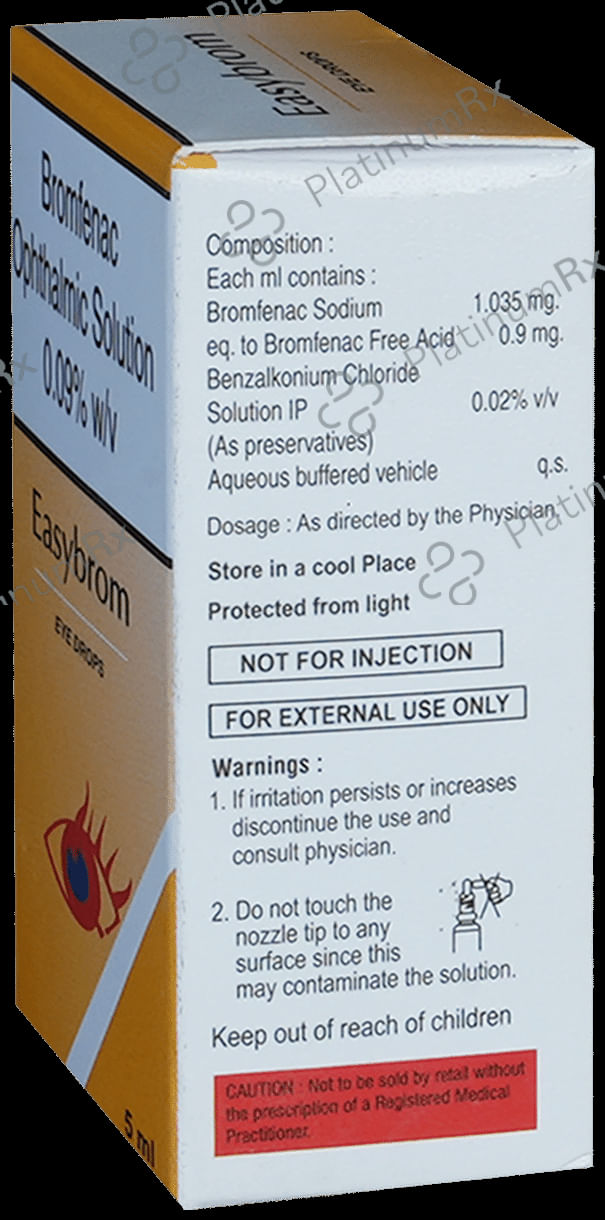 Easybrom
EYE DROPS
Bromfenac
Ophthalmic Solution
0.09% w/v
Easybrom
EYE DROPS
5 ml
Composition :
Each ml contains :
Bromfenac Sodium 1.035 mg.
eq. to Bromfenac Free Acid 0.9 mg.
Benzalkonium Chloride
Solution IP 0.02% v/v
(As preservatives)
Aqueous buffered vehicle q.s.
Dosage : As directed by the Physician.
Store in a cool Place
Protected from light
NOT FOR INJECTION
FOR EXTERNAL USE ONLY
Warnings :
1. If irritation persists or increases
discontinue the use and
consult physician.
2. Do not touch the
nozzle tip to any
surface since this
may contaminate the solution.
Keep out of reach of children
CAUTION : Not to be sold by retail without
the prescription of a Registered Medical
Practitioner.
PlatinumRx
PlatinumRx